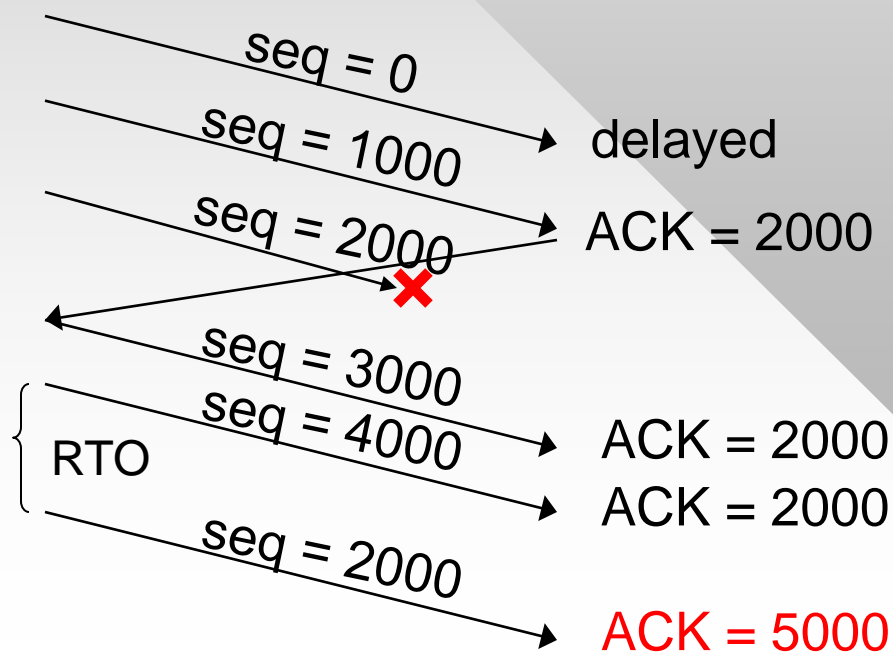 seq = 0
delayed
seq = 1000
ACK = 2000
seq = 2000
seq = 3000
ACK = 2000
seq = 4000
ACK = 2000
RTO
seq = 2000
ACK = 5000